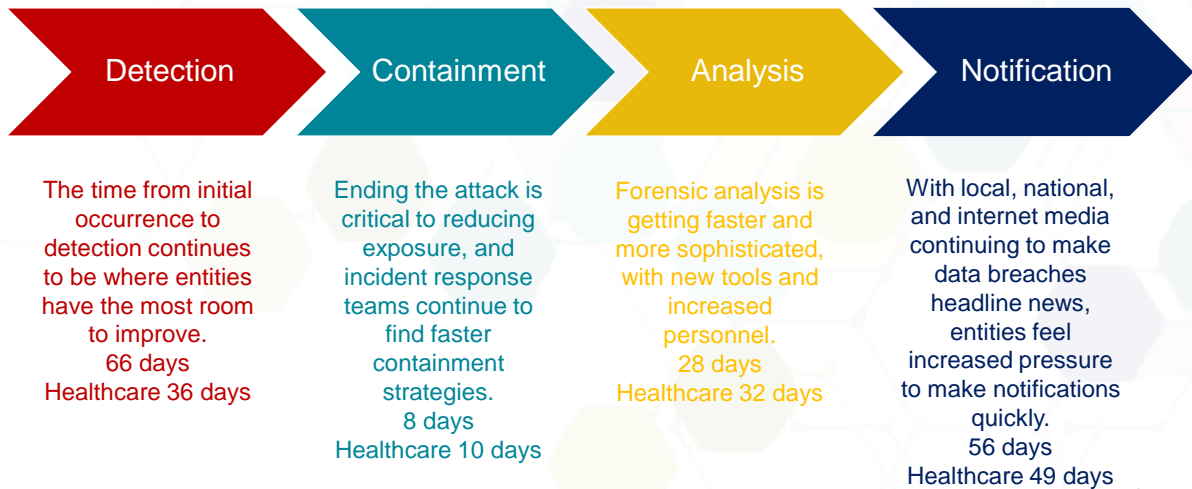 Detection
Containment
Analysis
Notification
The time from initial
occurrence to
detection continues
to be where entities
have the most room
to improve.
66 days
Healthcare 36 days
Ending the attack is
critical to reducing
exposure, and
incident response
teams continue to
find faster
containment
strategies.
8 days
Healthcare 10 days
Forensic analysis is
getting faster and
more sophisticated,
with new tools and
increased
personnel.
28 days
Healthcare 32 days
With local, national,
and internet media
continuing to make
data breaches
headline news,
entities feel
increased pressure
to make notifications
quickly.
56 days
Healthcare 49 days